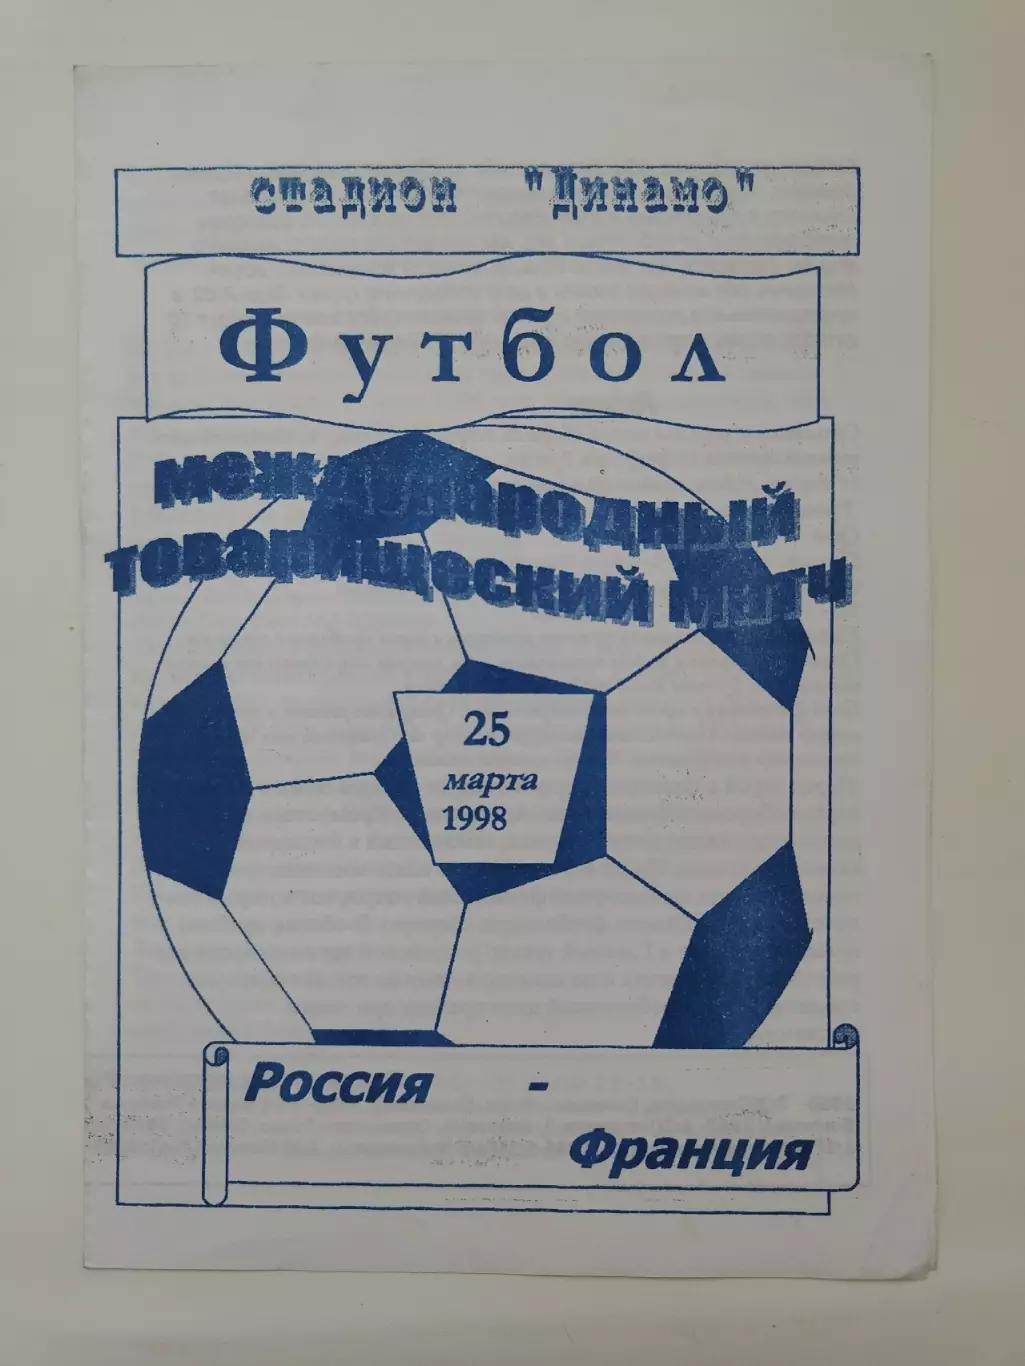 стадион "Динамо"
Футбол
международный
товарищеский матч
25
марта
1998
Россия -
Франция